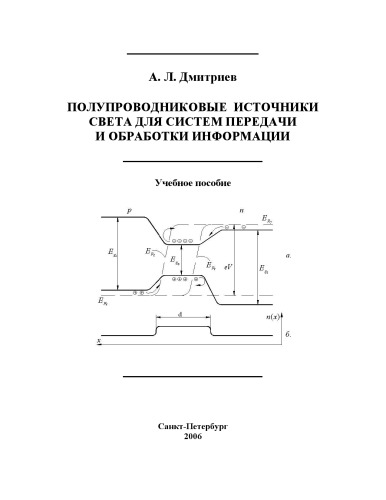 А. Л. Дмитриев
ПОЛУПРОВОДНИКОВЫЕ ИСТОЧНИКИ
СВЕТА ДЛЯ СИСТЕМ ПЕРЕДАЧИ
И ОБРАБОТКИ ИНФОРМАЦИИ
Учебное пособие
p
n
eV
а.
d
n(x)
б.
x
Санкт-Петербург
2006